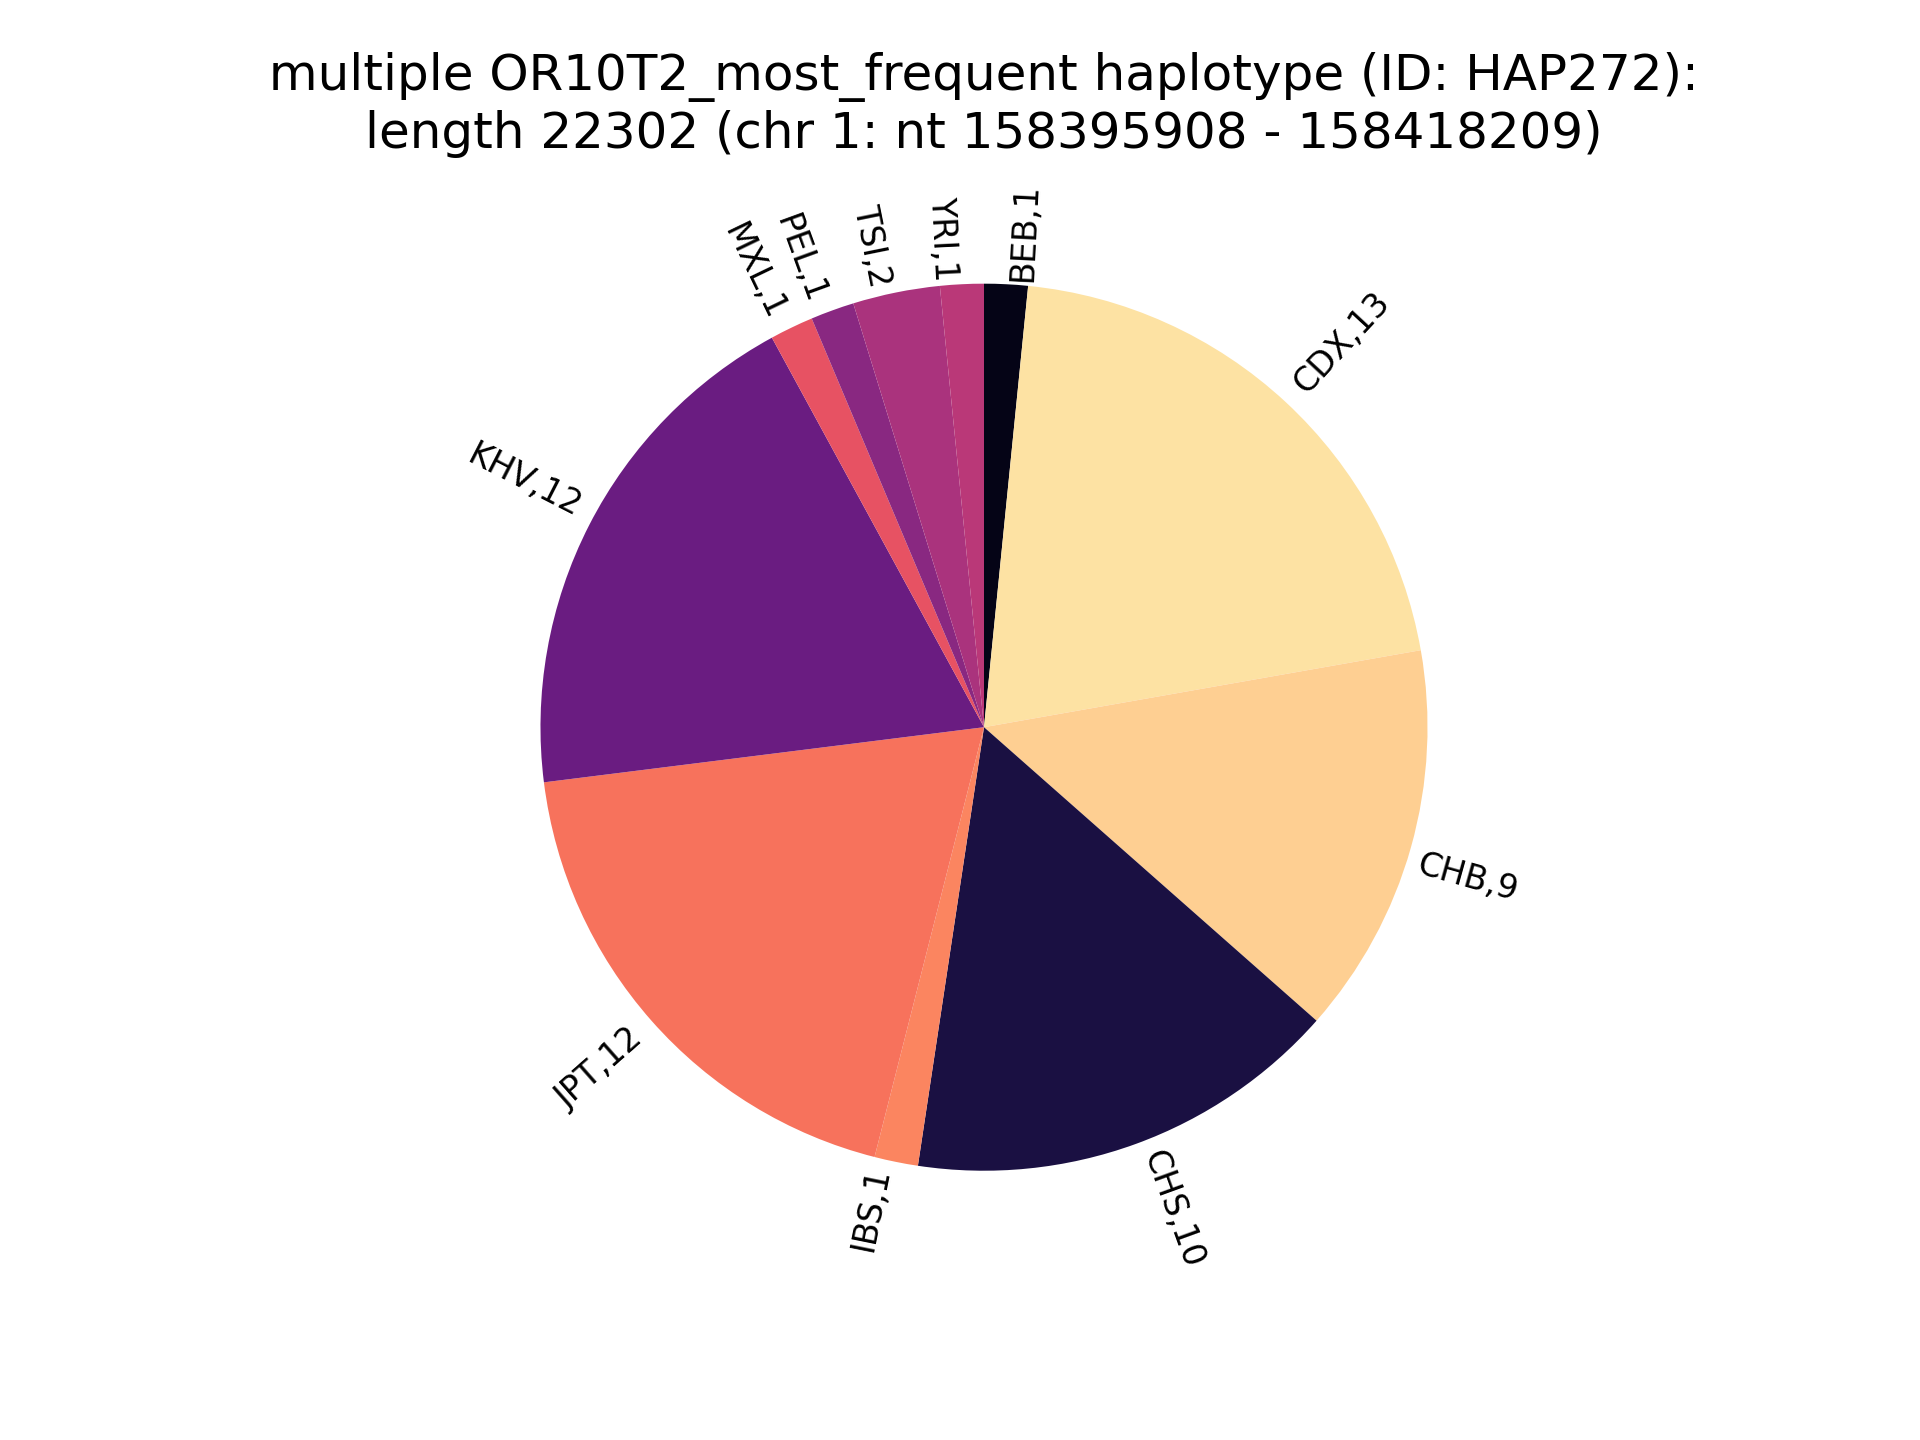 multiple OR10T2_most_frequent haplotype (ID: HAP272):
length 22302 (chr 1: nt 158395908 - 158418209)
BEB,1
CDX,13
CHB,9
CHS,10
IBS,1
JPT,12
KHV,12
MXL,1
PEL,1
TSI,2
YRI,1